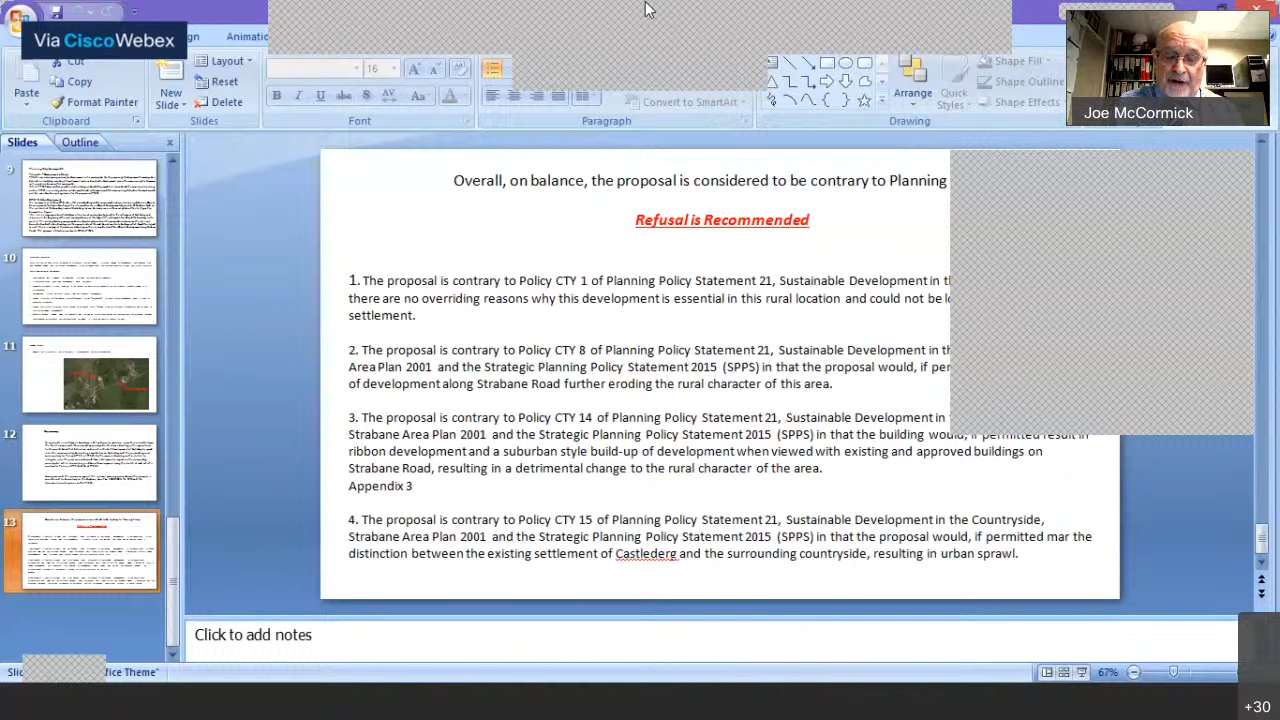 Via Cisco Webex
Animatio
Cut
Copy
Paste
Format Painter
Clipboard
New
Slide
Layout
Reset
Delete
Slides
16
Font
Convert to SmartArt
Paragraph
Arrange
Quick
Styles
Shape Fill
Shape Outline
Shape Effects
Drawing
Joe McCormick
Slides
Outline
9
10
11
12
13
Overall, on balance, the proposal is considered to be contrary to Planning
Refusal is Recommended
1. The proposal is contrary to Policy CTY 1 of Planning Policy Statement 21, Sustainable Development in
there are no overriding reasons why this development is essential in this rural location and could not be
settlement.
2. The proposal is contrary to Policy CTY 8 of Planning Policy Statement 21, Sustainable Development in
Area Plan 2001 and the Strategic Planning Policy Statement 2015 (SPPS) in that the proposal would, if
of development along Strabane Road further eroding the rural character of this area.
3. The proposal is contrary to Policy CTY 14 of Planning Policy Statement 21, Sustainable Development in
Strabane Area Plan 2001 and the Strategic Planning Policy Statement 2015 (SPPS) in that the building would, if permitted result in
ribbon development and a suburban style build-up of development when viewed with existing and approved buildings on
Strabane Road, resulting in a detrimental change to the rural character of the area.
Appendix 3
4. The proposal is contrary to Policy CTY 15 of Planning Policy Statement 21, Sustainable Development in the Countryside,
Strabane Area Plan 2001 and the Strategic Planning Policy Statement 2015 (SPPS) in that the proposal would, if permitted mar the
distinction between the existing settlement of Castlederg and the surrounding countryside, resulting in urban sprawl.
Click to add notes
fice Theme"
67%
+30